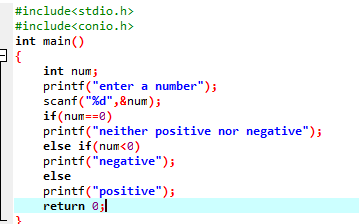 #include<stdio.h>
#include<conio.h>
int main()
{
    int num;
    printf("enter a number");
    scanf("%d",&num);
    if(num==0)
    printf("neither positive nor negative");
    else if(num<0)
    printf("negative");
    else
    printf("positive");
    return 0;
}